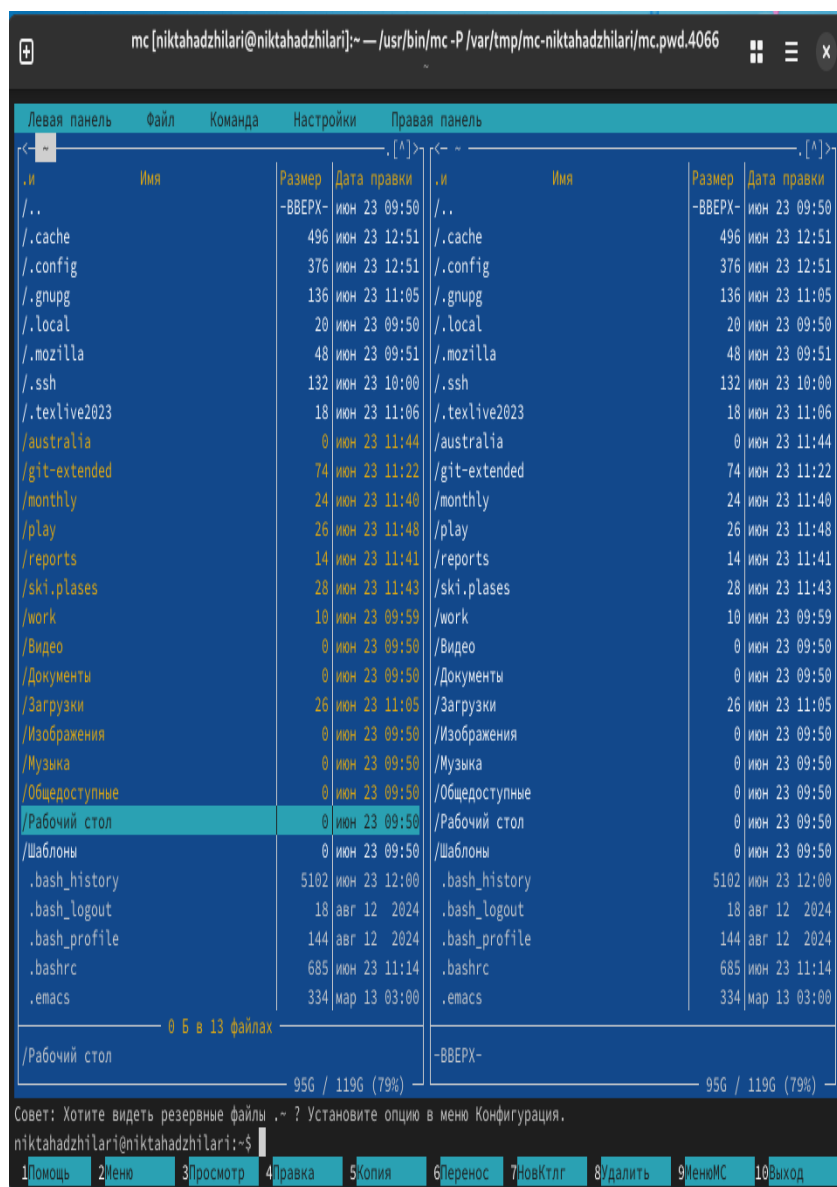 mc [niktahadzhilari@niktahadzhilari]:~ — /usr/bin/mc -P /var/tmp/mc-niktahadzhilari/mc.pwd.4066
~
Левая панель Файл Команда Настройки Правая панель
<─ ~ .[^]> <─ ~ .[^]>
.и Имя Размер Дата правки .и Имя Размер Дата правки
/.. -ВВЕРХ- июн 23 09:50 /.. -ВВЕРХ- июн 23 09:50
/.cache 496 июн 23 12:51 /.cache 496 июн 23 12:51
/.config 376 июн 23 12:51 /.config 376 июн 23 12:51
/.gnupg 136 июн 23 11:05 /.gnupg 136 июн 23 11:05
/.local 20 июн 23 09:50 /.local 20 июн 23 09:50
/.mozilla 48 июн 23 09:51 /.mozilla 48 июн 23 09:51
/.ssh 132 июн 23 10:00 /.ssh 132 июн 23 10:00
/.texlive2023 18 июн 23 11:06 /.texlive2023 18 июн 23 11:06
/australia 0 июн 23 11:44 /australia 0 июн 23 11:44
/git-extended 74 июн 23 11:22 /git-extended 74 июн 23 11:22
/monthly 24 июн 23 11:40 /monthly 24 июн 23 11:40
/play 26 июн 23 11:48 /play 26 июн 23 11:48
/reports 14 июн 23 11:41 /reports 14 июн 23 11:41
/ski.plases 28 июн 23 11:43 /ski.plases 28 июн 23 11:43
/work 10 июн 23 09:59 /work 10 июн 23 09:59
/Видео 0 июн 23 09:50 /Видео 0 июн 23 09:50
/Документы 0 июн 23 09:50 /Документы 0 июн 23 09:50
/Загрузки 26 июн 23 11:05 /Загрузки 26 июн 23 11:05
/Изображения 0 июн 23 09:50 /Изображения 0 июн 23 09:50
/Музыка 0 июн 23 09:50 /Музыка 0 июн 23 09:50
/Общедоступные 0 июн 23 09:50 /Общедоступные 0 июн 23 09:50
/Рабочий стол 0 июн 23 09:50 /Рабочий стол 0 июн 23 09:50
/Шаблоны 0 июн 23 09:50 /Шаблоны 0 июн 23 09:50
.bash_history 5102 июн 23 12:00 .bash_history 5102 июн 23 12:00
.bash_logout 18 авг 12 2024 .bash_logout 18 авг 12 2024
.bash_profile 144 авг 12 2024 .bash_profile 144 авг 12 2024
.bashrc 685 июн 23 11:14 .bashrc 685 июн 23 11:14
.emacs 334 мар 13 03:00 .emacs 334 мар 13 03:00
0 Б в 13 файлах
/Рабочий стол -ВВЕРХ-
95G / 119G (79%) 95G / 119G (79%)
Совет: Хотите видеть резервные файлы .~ ? Установите опцию в меню Конфигурация.
niktahadzhilari@niktahadzhilari:~$
1Помощь 2Меню 3Просмотр 4Правка 5Копия 6Перенос 7НовКтлг 8Удалить 9МенюМС 10Выход